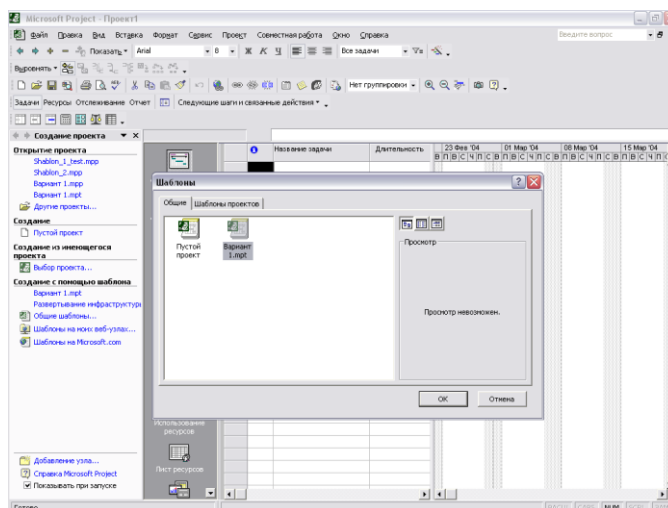 Microsoft Project - Проект1
Файл Правка Вид Вставка Формат Сервис Проект Совместная работа Окно Справка
Введите вопрос
Показать Arial 8 Ж К Ч Все задачи
Выровнять
Нет группировки
Задачи Ресурсы Отслеживание Отчет Следующие шаги и связанные действия
Создание проекта
Открытие проекта
Shablon_1_test.mpp
Shablon_2.mpp
Вариант 1.mpp
Вариант 1.mpt
Другие проекты...
Создание
Пустой проект
Создание из имеющегося
проекта
Выбор проекта...
Создание с помощью шаблона
Вариант 1.mpt
Развертывание инфраструктуры
Общие шаблоны...
Шаблоны на моих веб-узлах...
Шаблоны на Microsoft.com
Добавление узла...
Справка Microsoft Project
Показывать при запуске
Название задачи Длительность
23 Фев '04 01 Мар '04 08 Мар '04 15 Мар '04
В П В С Ч П С В П В С Ч П С В П В С Ч П С В П В С Ч П С
Шаблоны
Общие Шаблоны проектов
Пустой
проект
Вариант
1.mpt
Просмотр
Просмотр невозможен.
ОК Отмена
Использование
ресурсов
Лист ресурсов
Готово
NUM